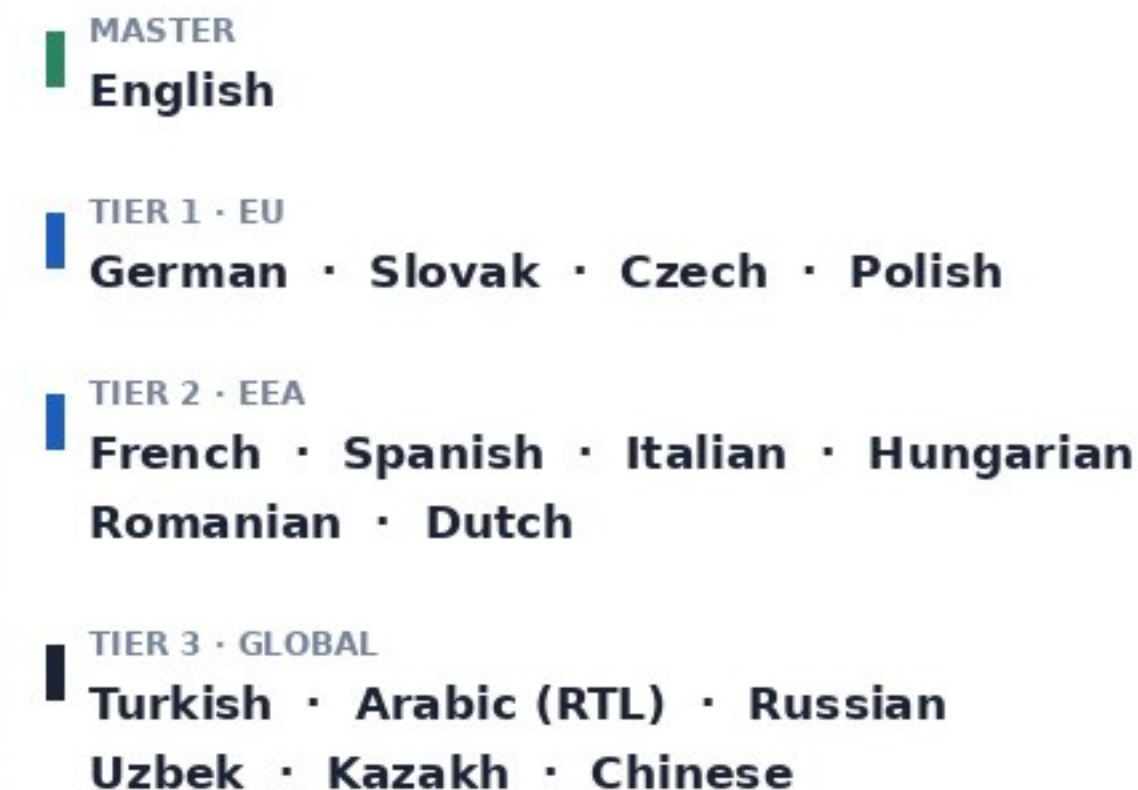 MASTER
English
TIER 1 · EU
German · Slovak · Czech · Polish
TIER 2 · EEA
French · Spanish · Italian · Hungarian
Romanian · Dutch
TIER 3 · GLOBAL
Turkish · Arabic (RTL) · Russian
Uzbek · Kazakh · Chinese